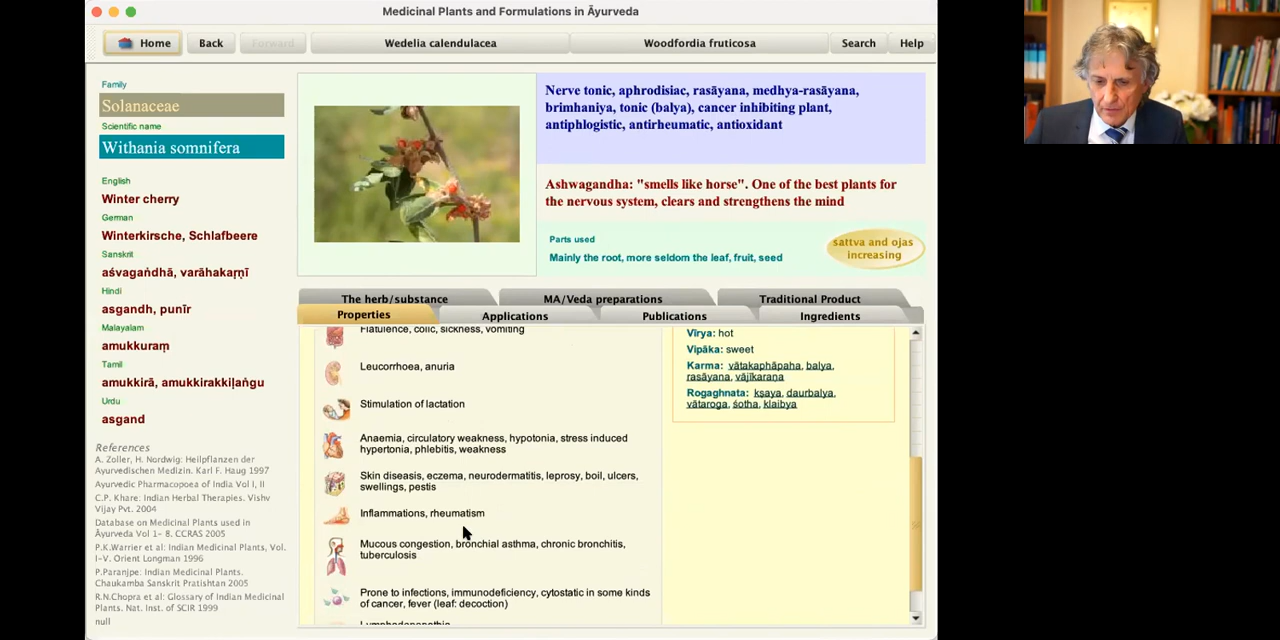 Medicinal Plants and Formulations in Āyurveda
Home
Back
Forward
Wedelia calendulacea
Woodfordia fruticosa
Search
Help
Family
Solanaceae
Scientific name
Withania somnifera
English
Winter cherry
German
Winterkirsche, Schlafbeere
Sanskrit
aśvagaṅdhā, varāhakarṇī
Hindi
asgandh, punīr
Malayalam
amukkuraṃ
Tamil
amukkirā, amukkirakkiḷaṅgu
Urdu
asgand
References
A. Zoller, H. Nordwig: Heilpflanzen der
Ayurvedischen Medizin. Karl F. Haug 1997
Ayurvedic Pharmacopoeia of India Vol I, II
C.P. Khare: Indian Herbal Therapies. Vishv
Vijay Pvt. 2004
Database on Medicinal Plants used in
Āyurveda Vol 1- 8. CCRAS 2005
P.K.Warrier et al: Indian Medicinal Plants, Vol.
I-V. Orient Longman 1996
P.Paranjpe: Indian Medicinal Plants.
Chaukamba Sanskrit Pratishtan 2005
R.N.Chopra et al: Glossary of Indian Medicinal
Plants. Nat. Inst. of SCIR 1999
null
Nerve tonic, aphrodisiac, rasāyana, medhya-rasāyana,
brimhaniya, tonic (balya), cancer inhibiting plant,
antiphlogistic, antirheumatic, antioxidant
Ashwagandha: "smells like horse". One of the best plants for
the nervous system, clears and strengthens the mind
Parts used
Mainly the root, more seldom the leaf, fruit, seed
sattva and ojas
increasing
The herb/substance
MA/Veda preparations
Traditional Product
Properties
Applications
Publications
Ingredients
Flatulence, colic, sickness, vomiting
Leucorrhoea, anuria
Stimulation of lactation
Anaemia, circulatory weakness, hypotonia, stress induced
hypertonia, phlebitis, weakness
Skin diseasis, eczema, neurodermatitis, leprosy, boil, ulcers,
swellings, pestis
Inflammations, rheumatism
Mucous congestion, bronchial asthma, chronic bronchitis,
tuberculosis
Prone to infections, immunodeficiency, cytostatic in some kinds
of cancer, fever (leaf: decoction)
Lymphadenopathie
Vīrya: hot
Vipāka: sweet
Karma: vātakaphāpaha, balya,
rasāyana, vājīkarana
Rogaghnata: kṣaya, daurbalya,
vātaroga, śotha, klaibya